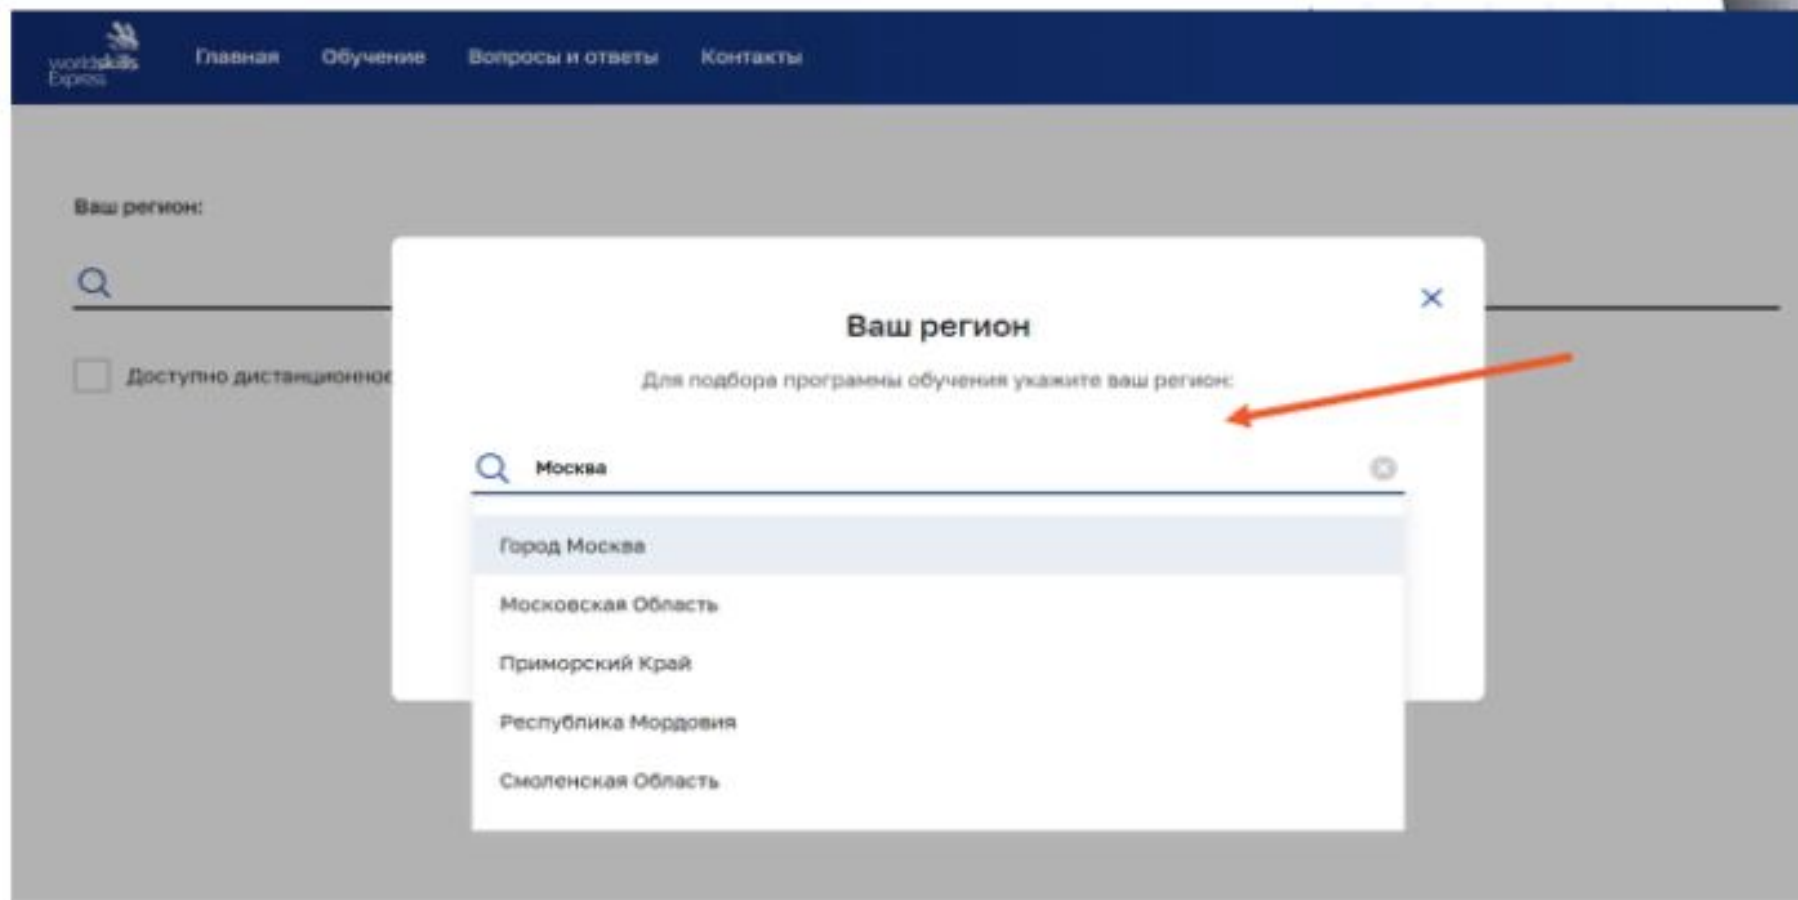 worldskills
Express
Главная
Обучение
Вопросы и ответы
Контакты
Ваш регион:
Доступно дистанционное
Ваш регион
Для подбора программы обучения укажите ваш регион:
Москва
Город Москва
Московская Область
Приморский Край
Республика Мордовия
Смоленская Область